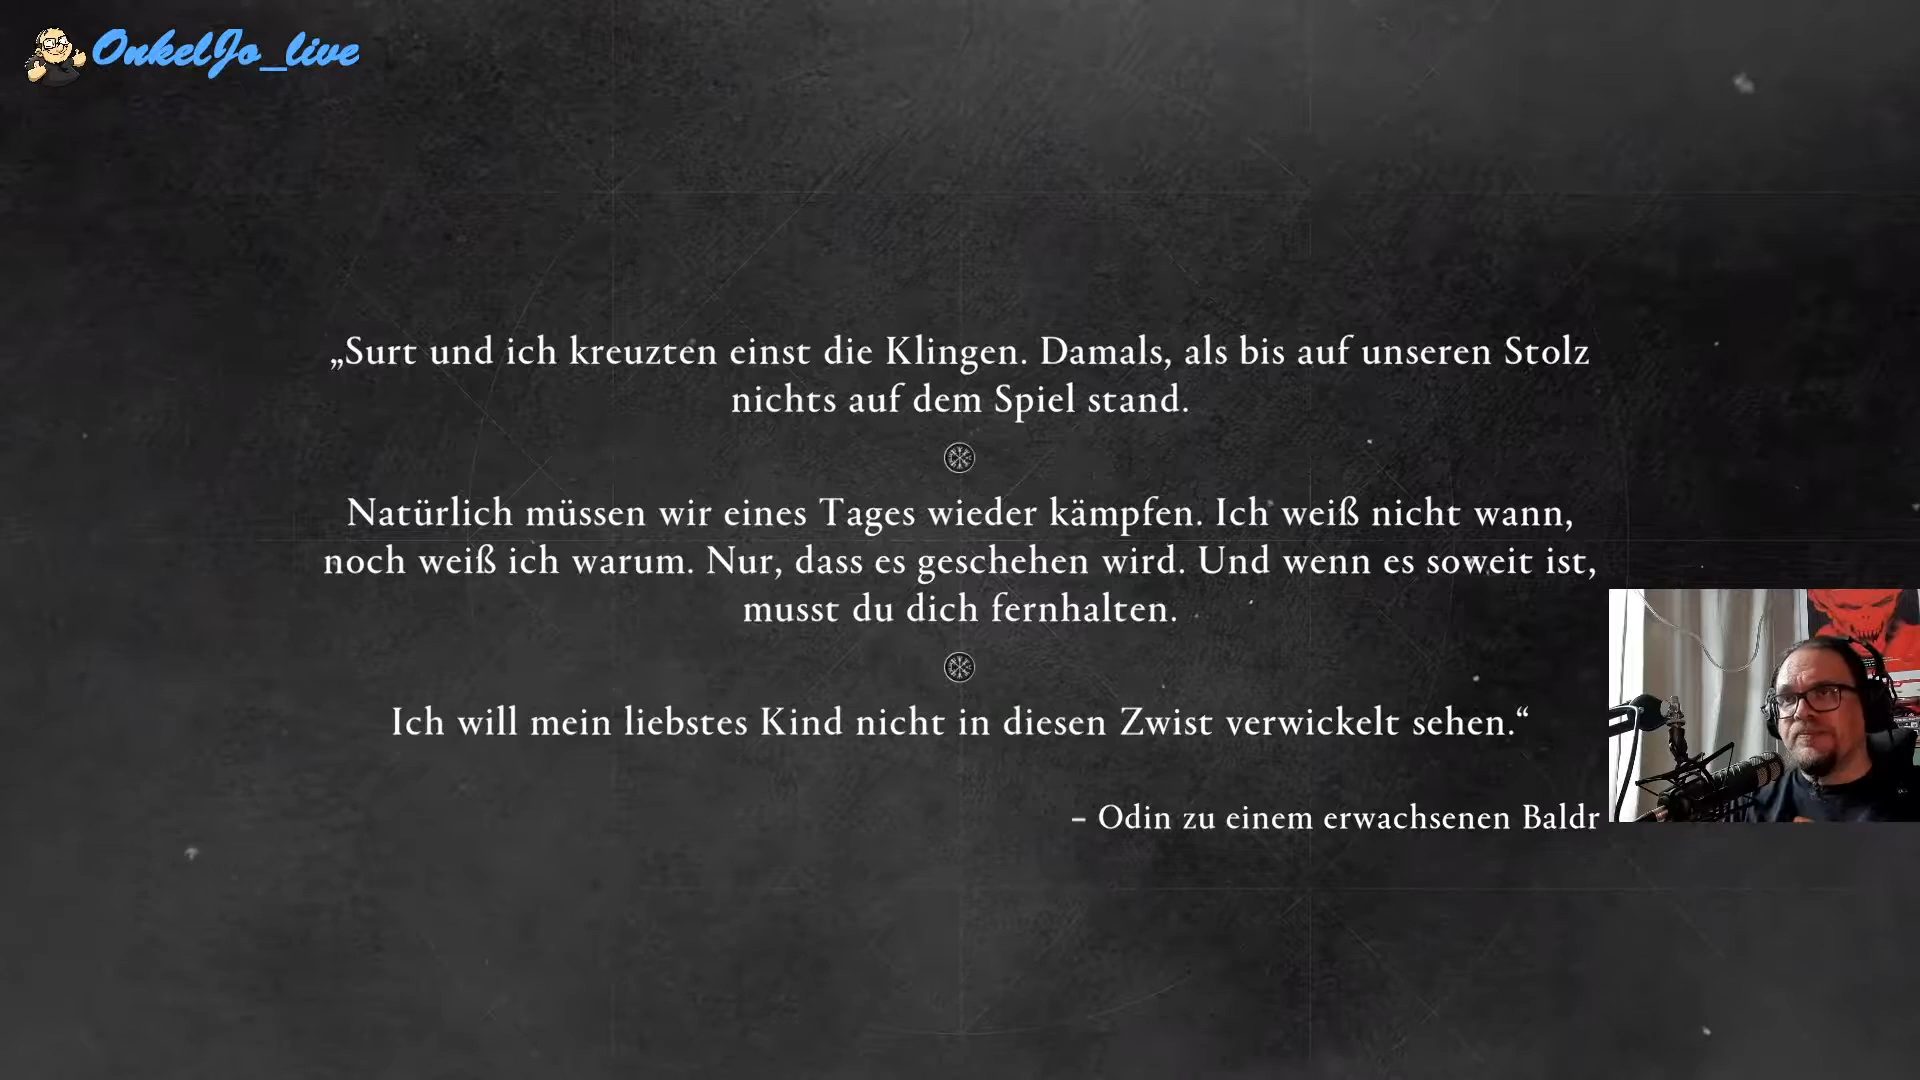 OnkelJo_live
„Surt und ich kreuzten einst die Klingen. Damals, als bis auf unseren Stolz
nichts auf dem Spiel stand.
Natürlich müssen wir eines Tages wieder kämpfen. Ich weiß nicht wann,
noch weiß ich warum. Nur, dass es geschehen wird. Und wenn es soweit ist,
musst du dich fernhalten.
Ich will mein liebstes Kind nicht in diesen Zwist verwickelt sehen.“
– Odin zu einem erwachsenen Baldr